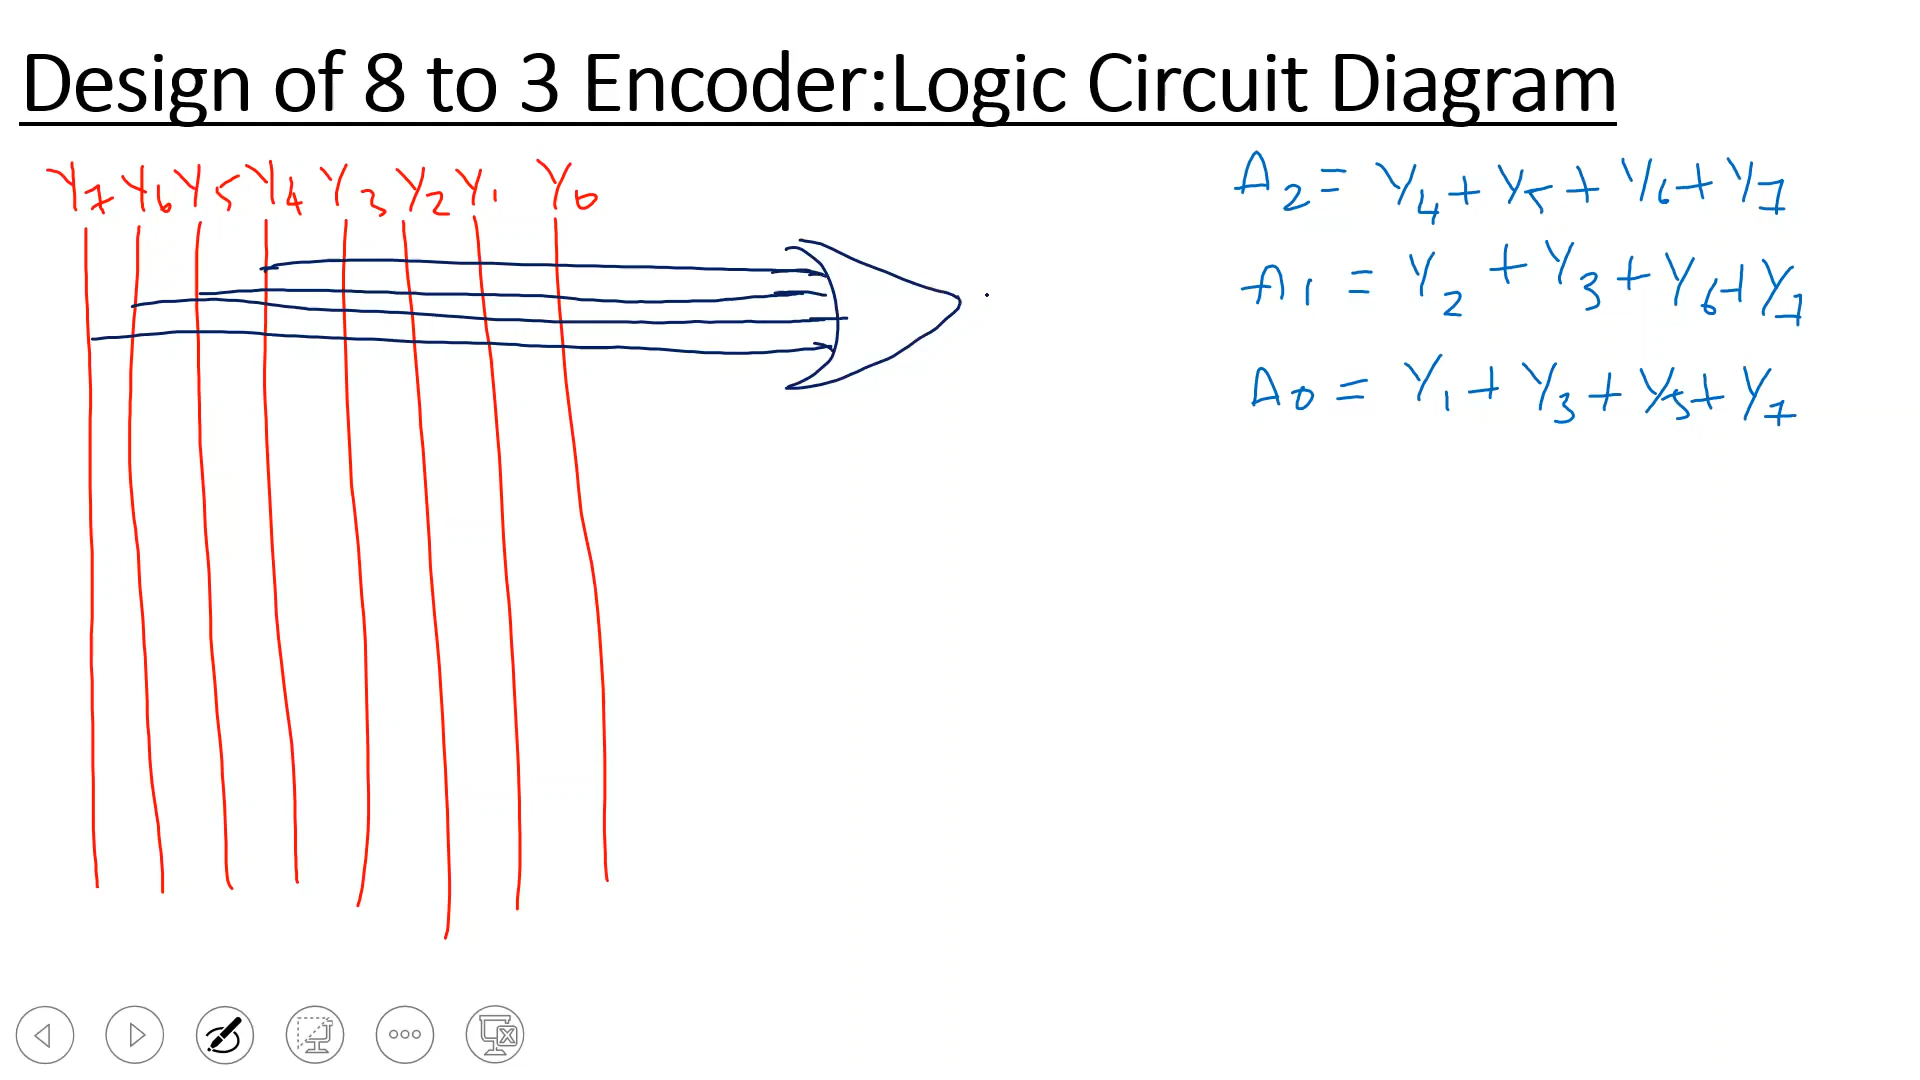 Design of 8 to 3 Encoder:Logic Circuit Diagram
Y7 Y6 Y5 Y4 Y3 Y2 Y1 Y0
A2 = Y4 + Y5 + Y6 + Y7
A1 = Y2 + Y3 + Y6 + Y7
A0 = Y1 + Y3 + Y5 + Y7